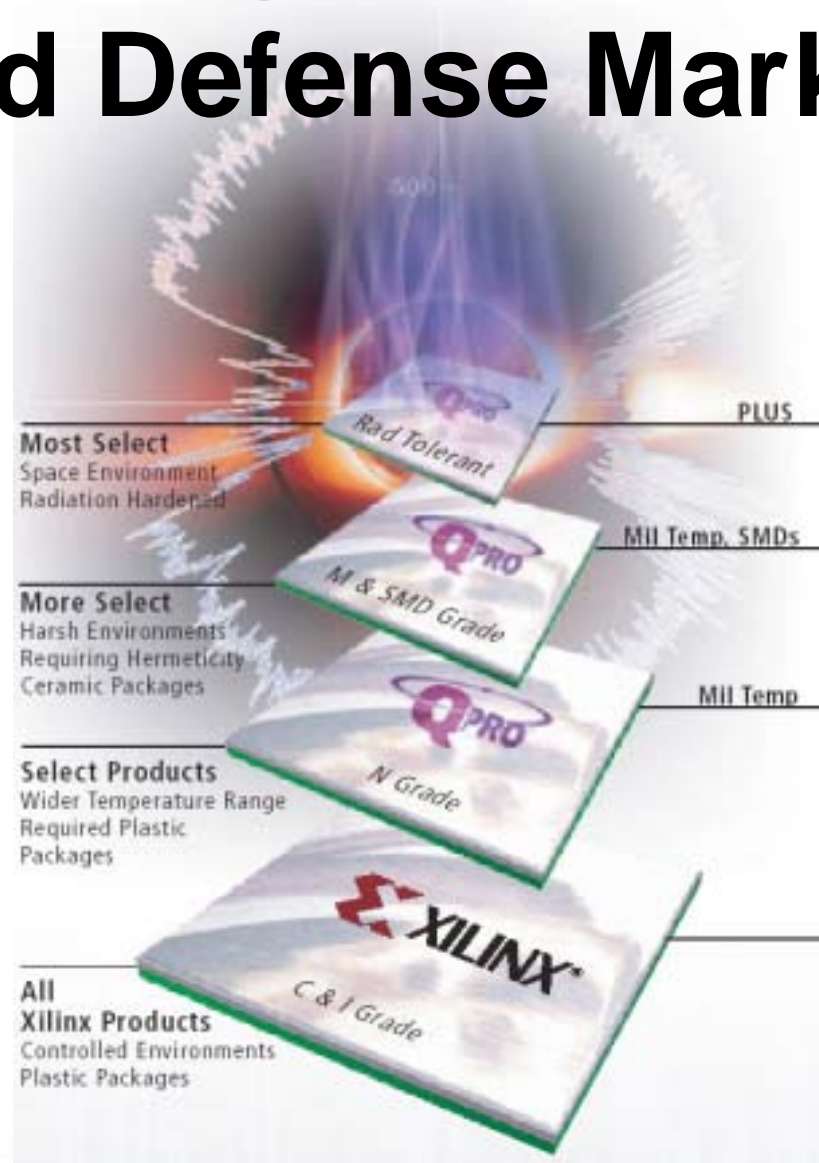 d Defense Mark
500
PLUS
QPRO
Rad Tolerant
Most Select
Space Environment
Radiation Hardened
Mil Temp, SMDs
QPRO
M & SMD Grade
More Select
Harsh Environments
Requiring Hermeticity
Ceramic Packages
Mil Temp
QPRO
N Grade
Select Products
Wider Temperature Range
Required Plastic
Packages
XILINX®
C & I Grade
All
Xilinx Products
Controlled Environments
Plastic Packages